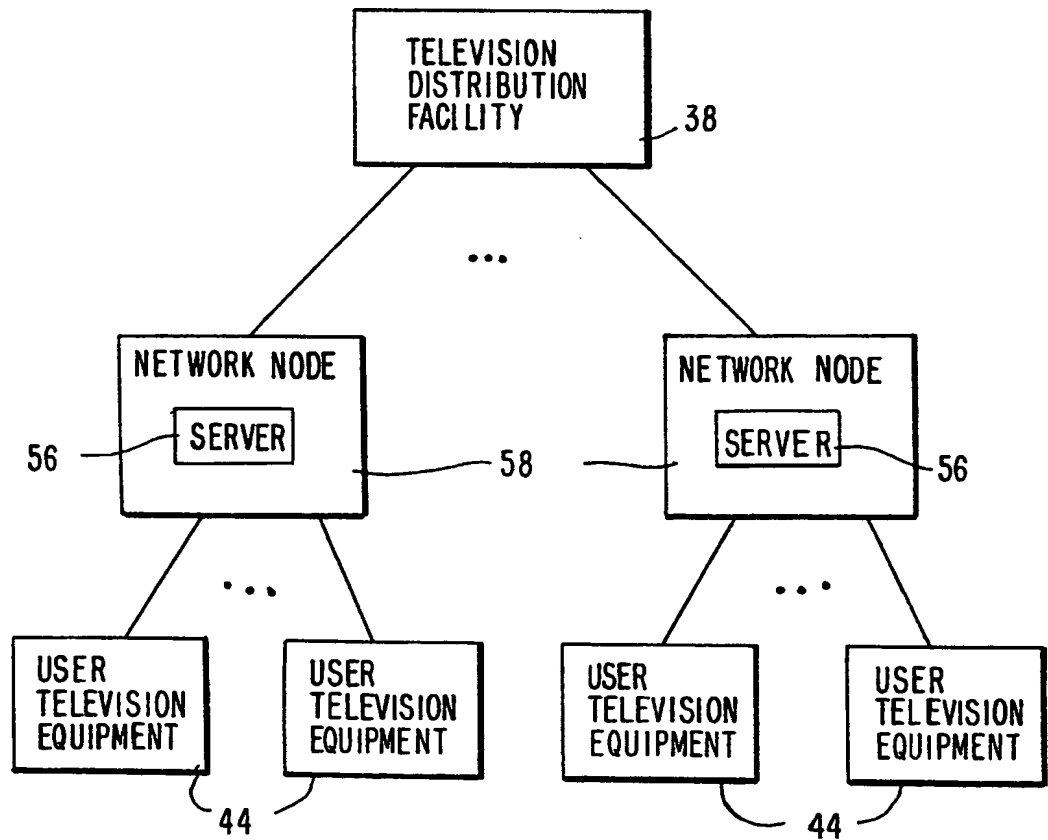 TELEVISION
DISTRIBUTION
FACILITY
38
...
NETWORK NODE
SERVER
56
58
NETWORK NODE
SERVER
56
...
...
USER
TELEVISION
EQUIPMENT
USER
TELEVISION
EQUIPMENT
44
USER
TELEVISION
EQUIPMENT
USER
TELEVISION
EQUIPMENT
44